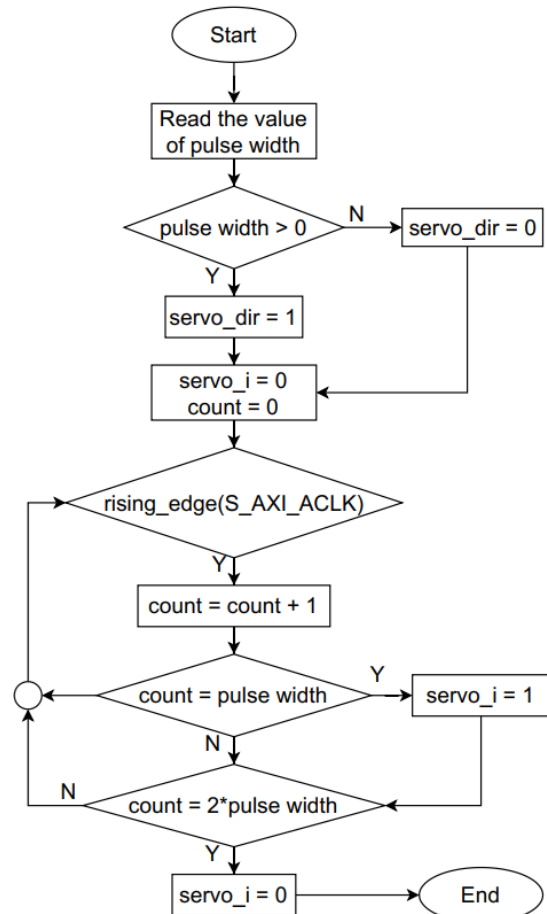 Start
Read the value
of pulse width
pulse width > 0
N
servo_dir = 0
Y
servo_dir = 1
servo_i = 0
count = 0
rising_edge(S_AXI_ACLK)
Y
count = count + 1
count = pulse width
Y
servo_i = 1
N
count = 2*pulse width
N
Y
servo_i = 0
End